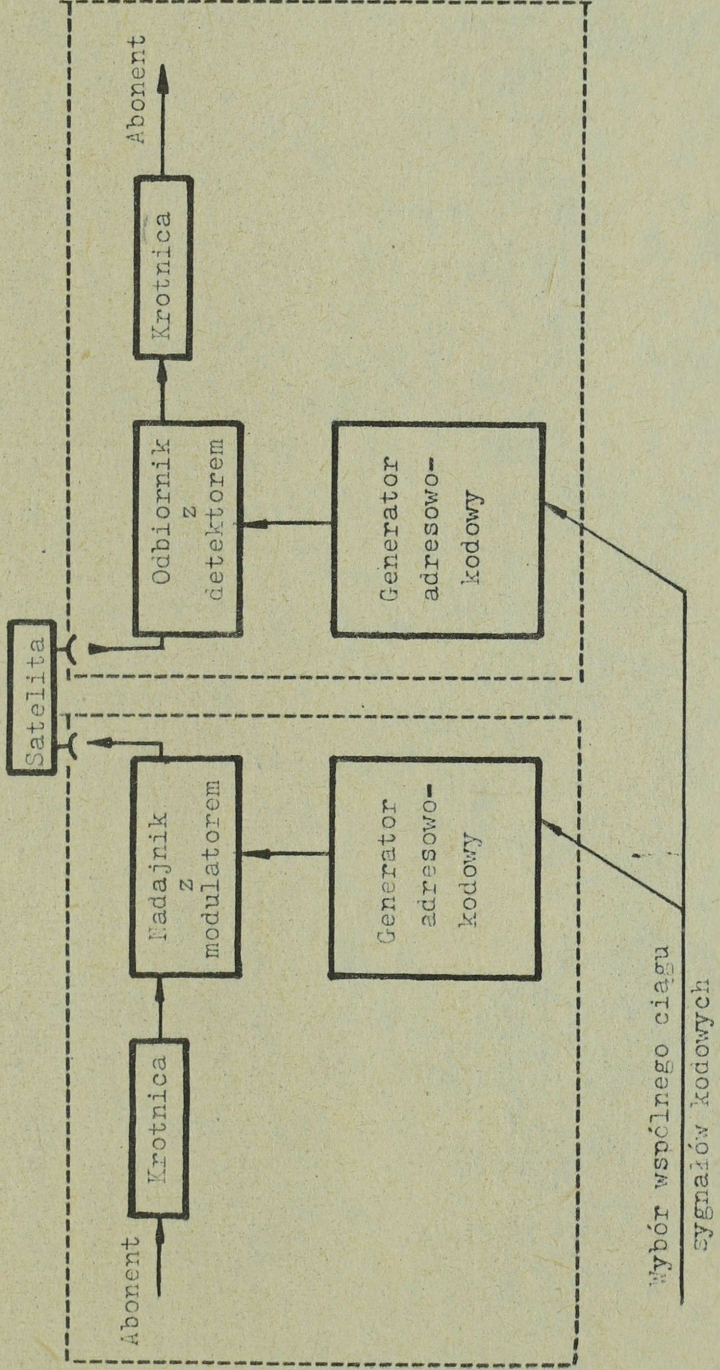 Satelita
Abonent
Krotnica
Nadajnik
z
modulatorem
Odbiornik
z
detektorem
Krotnica
Abonent
Generator
adresowo-
kodowy
Generator
adresowo-
kodowy
Wybór wspólnego ciągu
sygnałów kodowych